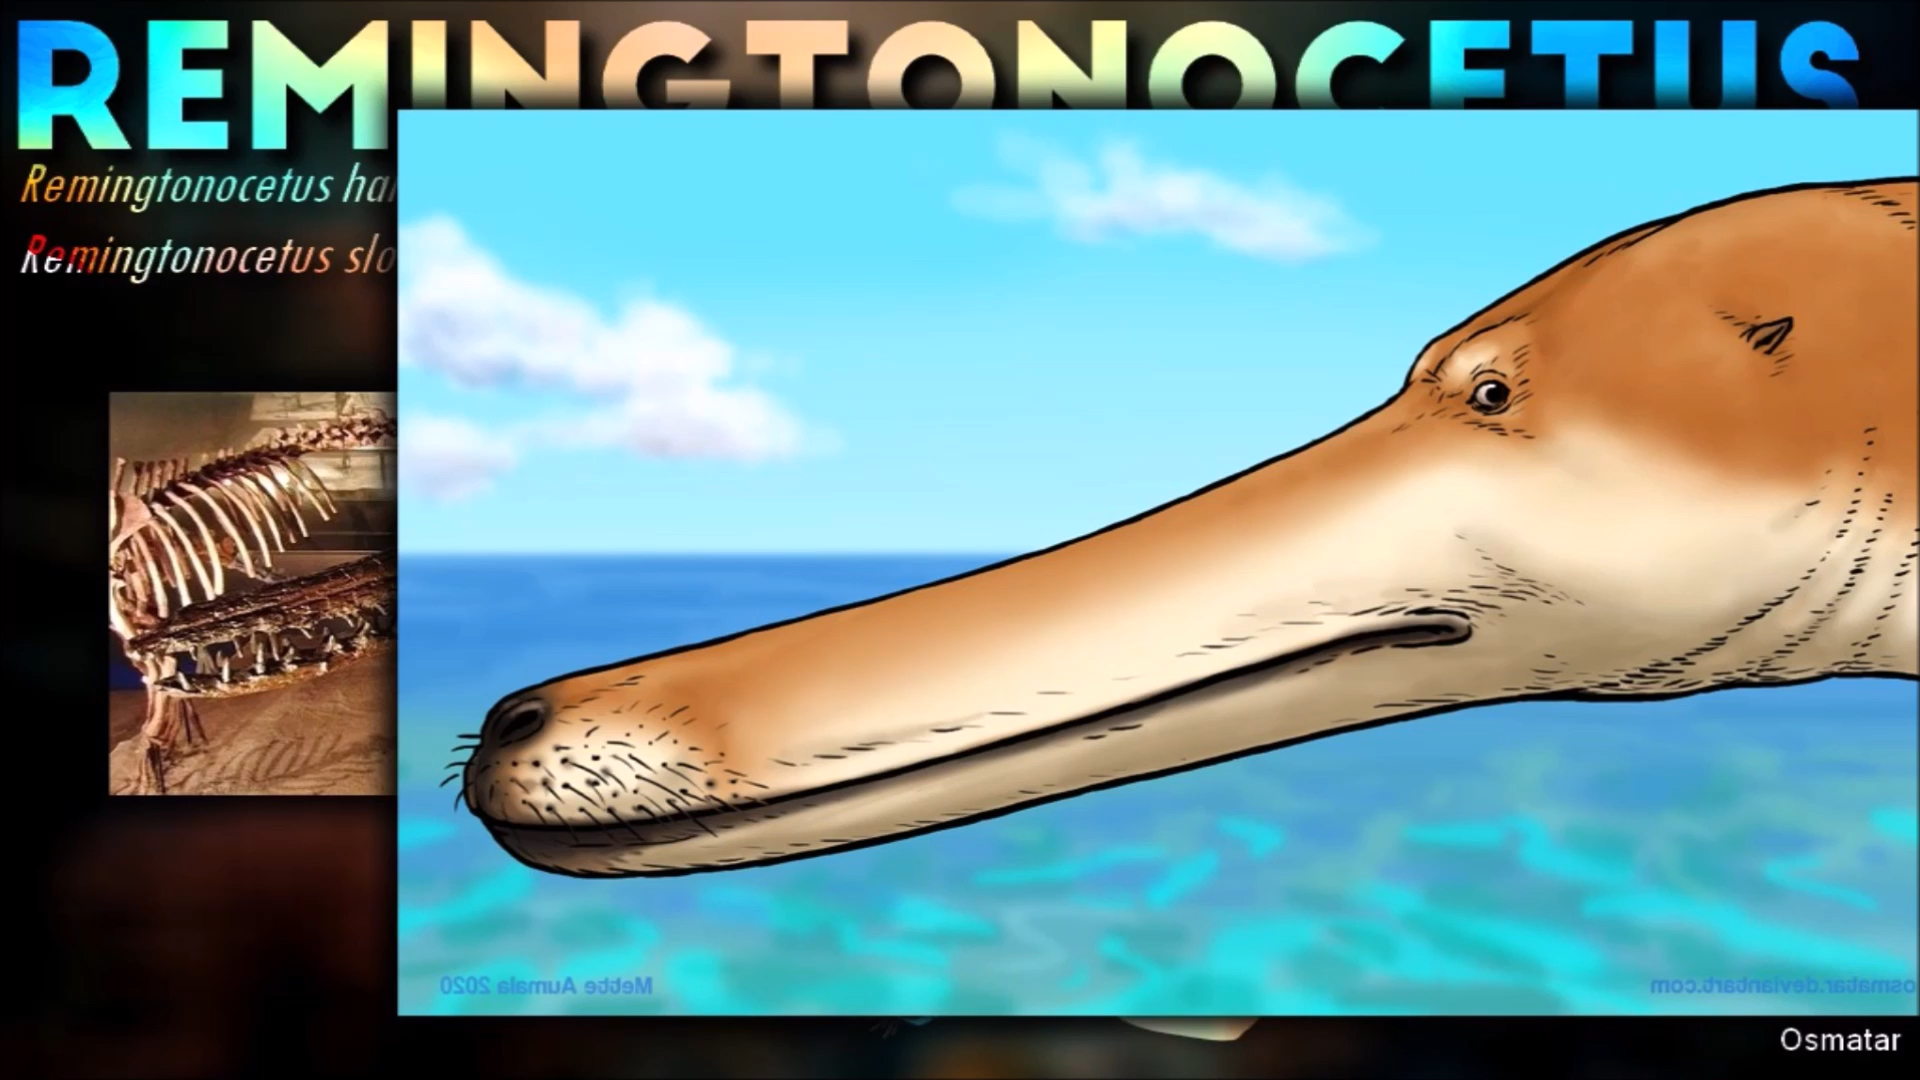 REMINGTONOCETUS
Remingtonocetus ha
Remingtonocetus slo
Mette Aumala 2020
osmatar.deviantart.com
Osmatar